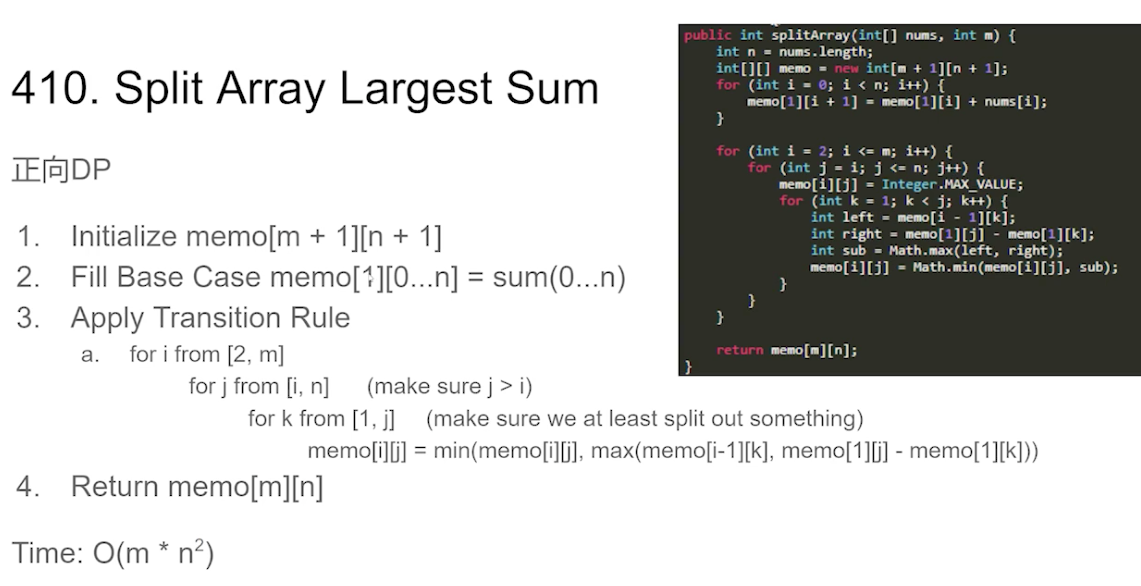 410. Split Array Largest Sum
正向DP
1. Initialize memo[m + 1][n + 1]
2. Fill Base Case memo[1][0...n] = sum(0...n)
3. Apply Transition Rule
a. for i from [2, m]
for j from [i, n] (make sure j > i)
for k from [1, j] (make sure we at least split out something)
memo[i][j] = min(memo[i][j], max(memo[i-1][k], memo[1][j] - memo[1][k]))
4. Return memo[m][n]
Time: O(m * n²)
public int splitArray(int[] nums, int m) {
int n = nums.length;
int[][] memo = new int[m + 1][n + 1];
for (int i = 0; i < n; i++) {
memo[1][i + 1] = memo[1][i] + nums[i];
}
for (int i = 2; i <= m; i++) {
for (int j = i; j <= n; j++) {
memo[i][j] = Integer.MAX_VALUE;
for (int k = 1; k < j; k++) {
int left = memo[i - 1][k];
int right = memo[1][j] - memo[1][k];
int sub = Math.max(left, right);
memo[i][j] = Math.min(memo[i][j], sub);
}
}
}
return memo[m][n];
}